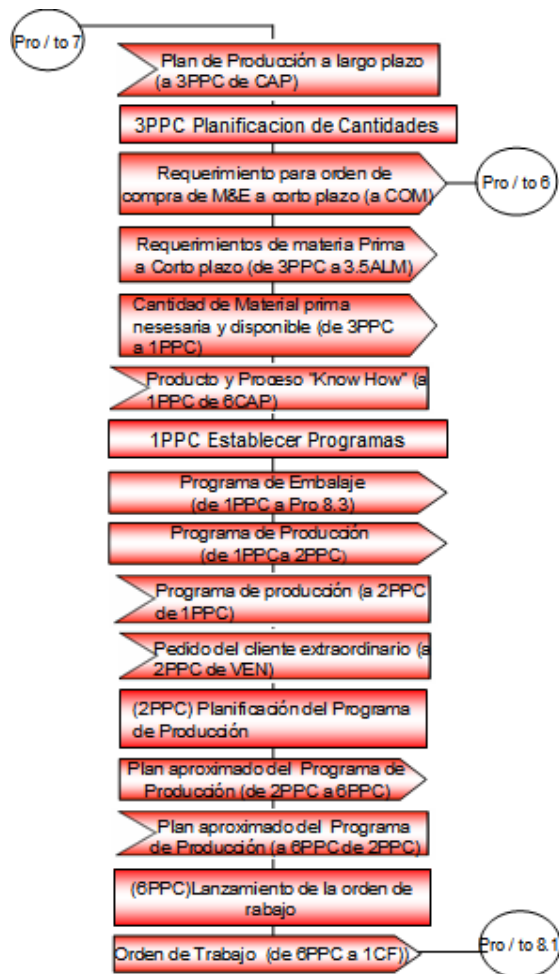 Pro / to 7
Plan de Producción a largo plazo
(a 3PPC de CAP)
3PPC Planificacion de Cantidades
Requerimiento para orden de
compra de M&E a corto plazo (a COM)
Pro / to 6
Requerimientos de materia Prima
a Corto plazo (de 3PPC a 3.5ALM)
Cantidad de Material prima
nesesaria y disponible (de 3PPC
a 1PPC)
Producto y Proceso "Know How" (a
1PPC de 6CAP)
1PPC Establecer Programas
Programa de Embalaje
(de 1PPC a Pro 8.3)
Programa de Producción
(de 1PPCa 2PPC)
Programa de producción (a 2PPC
de 1PPC)
Pedido del cliente extraordinario (a
2PPC de VEN)
(2PPC) Planificación del Programa
de Producción
Plan aproximado del Programa de
Producción (de 2PPC a 6PPC)
Plan aproximado del Programa
de Producción (a 6PPC de 2PPC)
(6PPC)Lanzamiento de la orden de
rabajo
Orden de Trabajo (de 6PPC a 1CF))
Pro / to 8.1